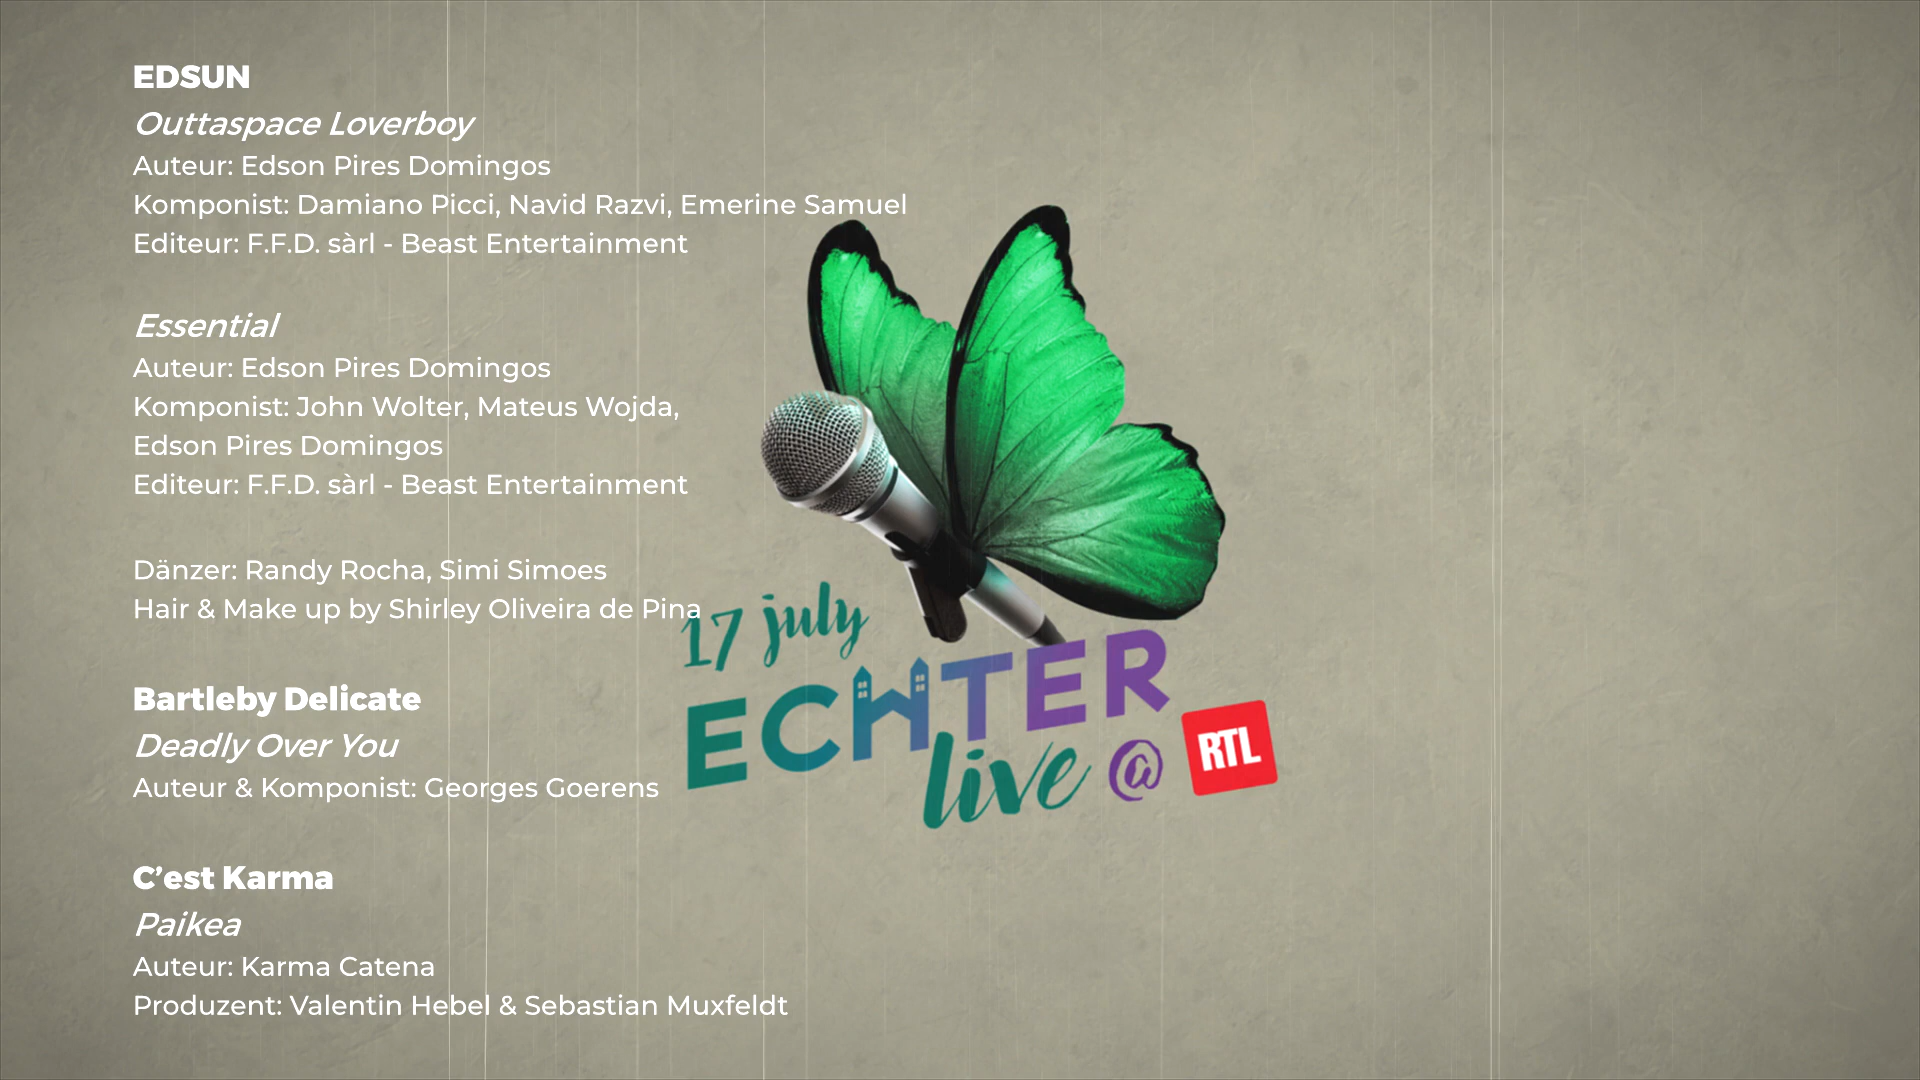 EDSUN
Outtaspace Loverboy
Auteur: Edson Pires Domingos
Komponist: Damiano Picci, Navid Razvi, Emerine Samuel
Editeur: F.F.D. sàrl - Beast Entertainment
Essential
Auteur: Edson Pires Domingos
Komponist: John Wolter, Mateus Wojda,
Edson Pires Domingos
Editeur: F.F.D. sàrl - Beast Entertainment
Dänzer: Randy Rocha, Simi Simoes
Hair & Make up by Shirley Oliveira de Pina
Bartleby Delicate
Deadly Over You
Auteur & Komponist: Georges Goerens
C’est Karma
Paikea
Auteur: Karma Catena
Produzent: Valentin Hebel & Sebastian Muxfeldt
17 july
ECHTER
live @ RTL